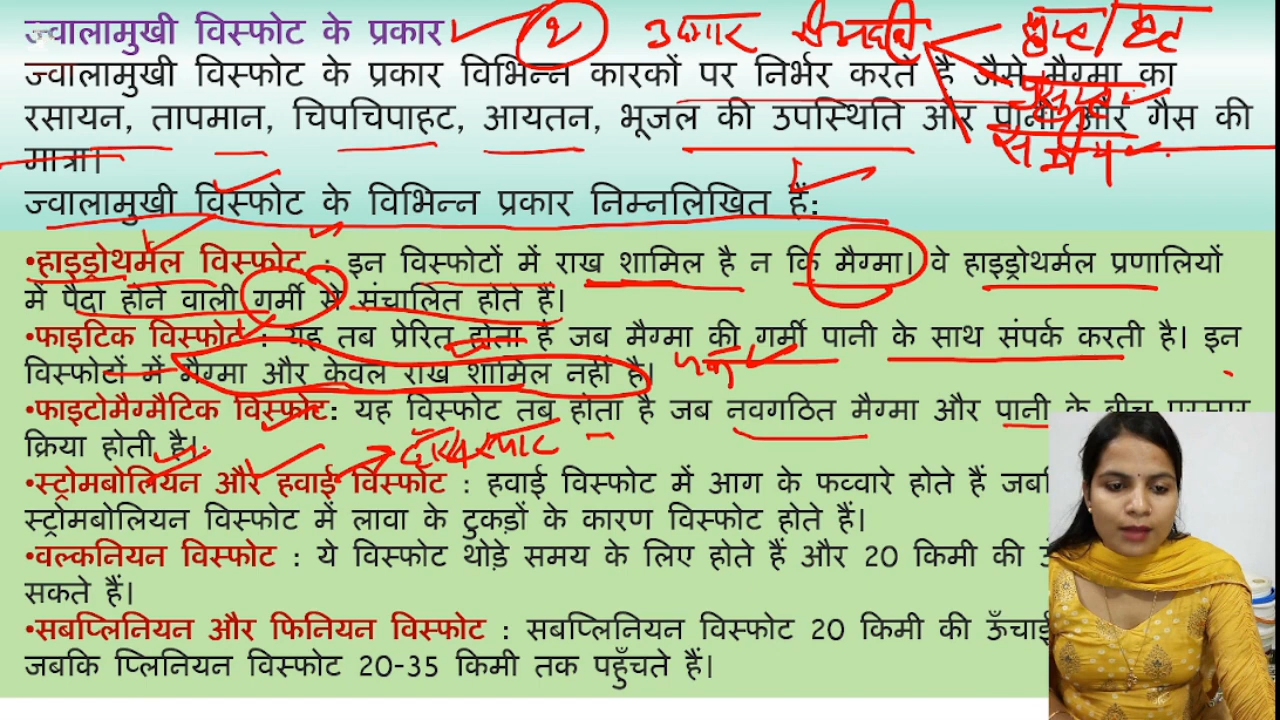 ज्वालामुखी विस्फोट के प्रकार
ज्वालामुखी विस्फोट के प्रकार विभिन्न कारकों पर निर्भर करते हैं जैसे मैग्मा का
रसायन, तापमान, चिपचिपाहट, आयतन, भूजल की उपस्थिति और पानी और गैस की
मात्रा।
ज्वालामुखी विस्फोट के विभिन्न प्रकार निम्नलिखित हैं:
•हाइड्रोथर्मल विस्फोट : इन विस्फोटों में राख शामिल है न कि मैग्मा। वे हाइड्रोथर्मल प्रणालियों
में पैदा होने वाली गर्मी से संचालित होते हैं।
•फाइटिक विस्फोट : यह तब प्रेरित होता है जब मैग्मा की गर्मी पानी के साथ संपर्क करती है। इन
विस्फोटों में मैग्मा और केवल राख शामिल नहीं है।
•फाइटोमैग्मैटिक विस्फोट: यह विस्फोट तब होता है जब नवगठित मैग्मा और पानी के बीच
क्रिया होती है।
•स्ट्रोमबोलियन और हवाई विस्फोट : हवाई विस्फोट में आग के फव्वारे होते हैं
स्ट्रोमबोलियन विस्फोट में लावा के टुकड़ों के कारण विस्फोट होते हैं।
•वल्कनियन विस्फोट : ये विस्फोट थोड़े समय के लिए होते हैं और 20 किमी की
सकते हैं।
•सबप्लिनियन और फिनियन विस्फोट : सबप्लिनियन विस्फोट 20 किमी की ऊँचाई
जबकि प्लिनियन विस्फोट 20-35 किमी तक पहुँचते हैं।